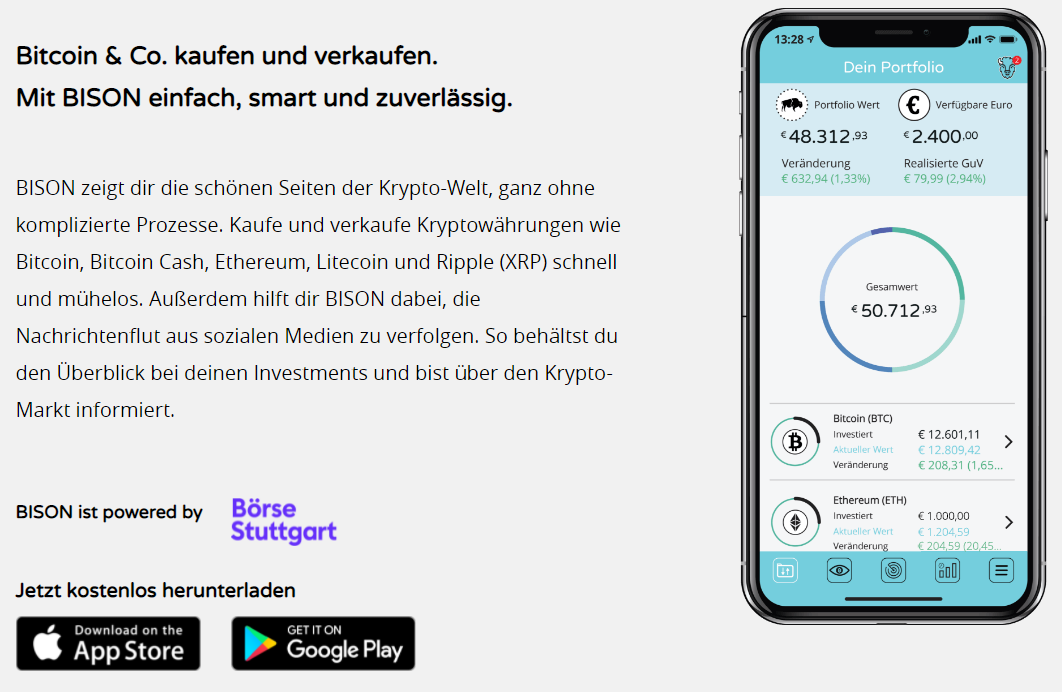 Bitcoin & Co. kaufen und verkaufen.
Mit BISON einfach, smart und zuverlässig.
BISON zeigt dir die schönen Seiten der Krypto-Welt, ganz ohne
komplizierte Prozesse. Kaufe und verkaufe Kryptowährungen wie
Bitcoin, Bitcoin Cash, Ethereum, Litecoin und Ripple (XRP) schnell
und mühelos. Außerdem hilft dir BISON dabei, die
Nachrichtenflut aus sozialen Medien zu verfolgen. So behältst du
den Überblick bei deinen Investments und bist über den Krypto-
Markt informiert.
BISON ist powered by
Börse
Stuttgart
Jetzt kostenlos herunterladen
Download on the
App Store
GET IT ON
Google Play
13:28
Dein Portfolio
2
Portfolio Wert
€ 48.312,93
Veränderung
€ 632,94 (1,33%)
€
Verfügbare Euro
€ 2.400,00
Realisierte GuV
€ 79,99 (2,94%)
Gesamtwert
€ 50.712,93
Bitcoin (BTC)
Investiert € 12.601,11
Aktueller Wert € 12.809,42
Veränderung € 208,31 (1,65...
Ethereum (ETH)
Investiert € 1.000,00
Aktueller Wert € 1.204,59
Veränderung € 204,59 (20,45...